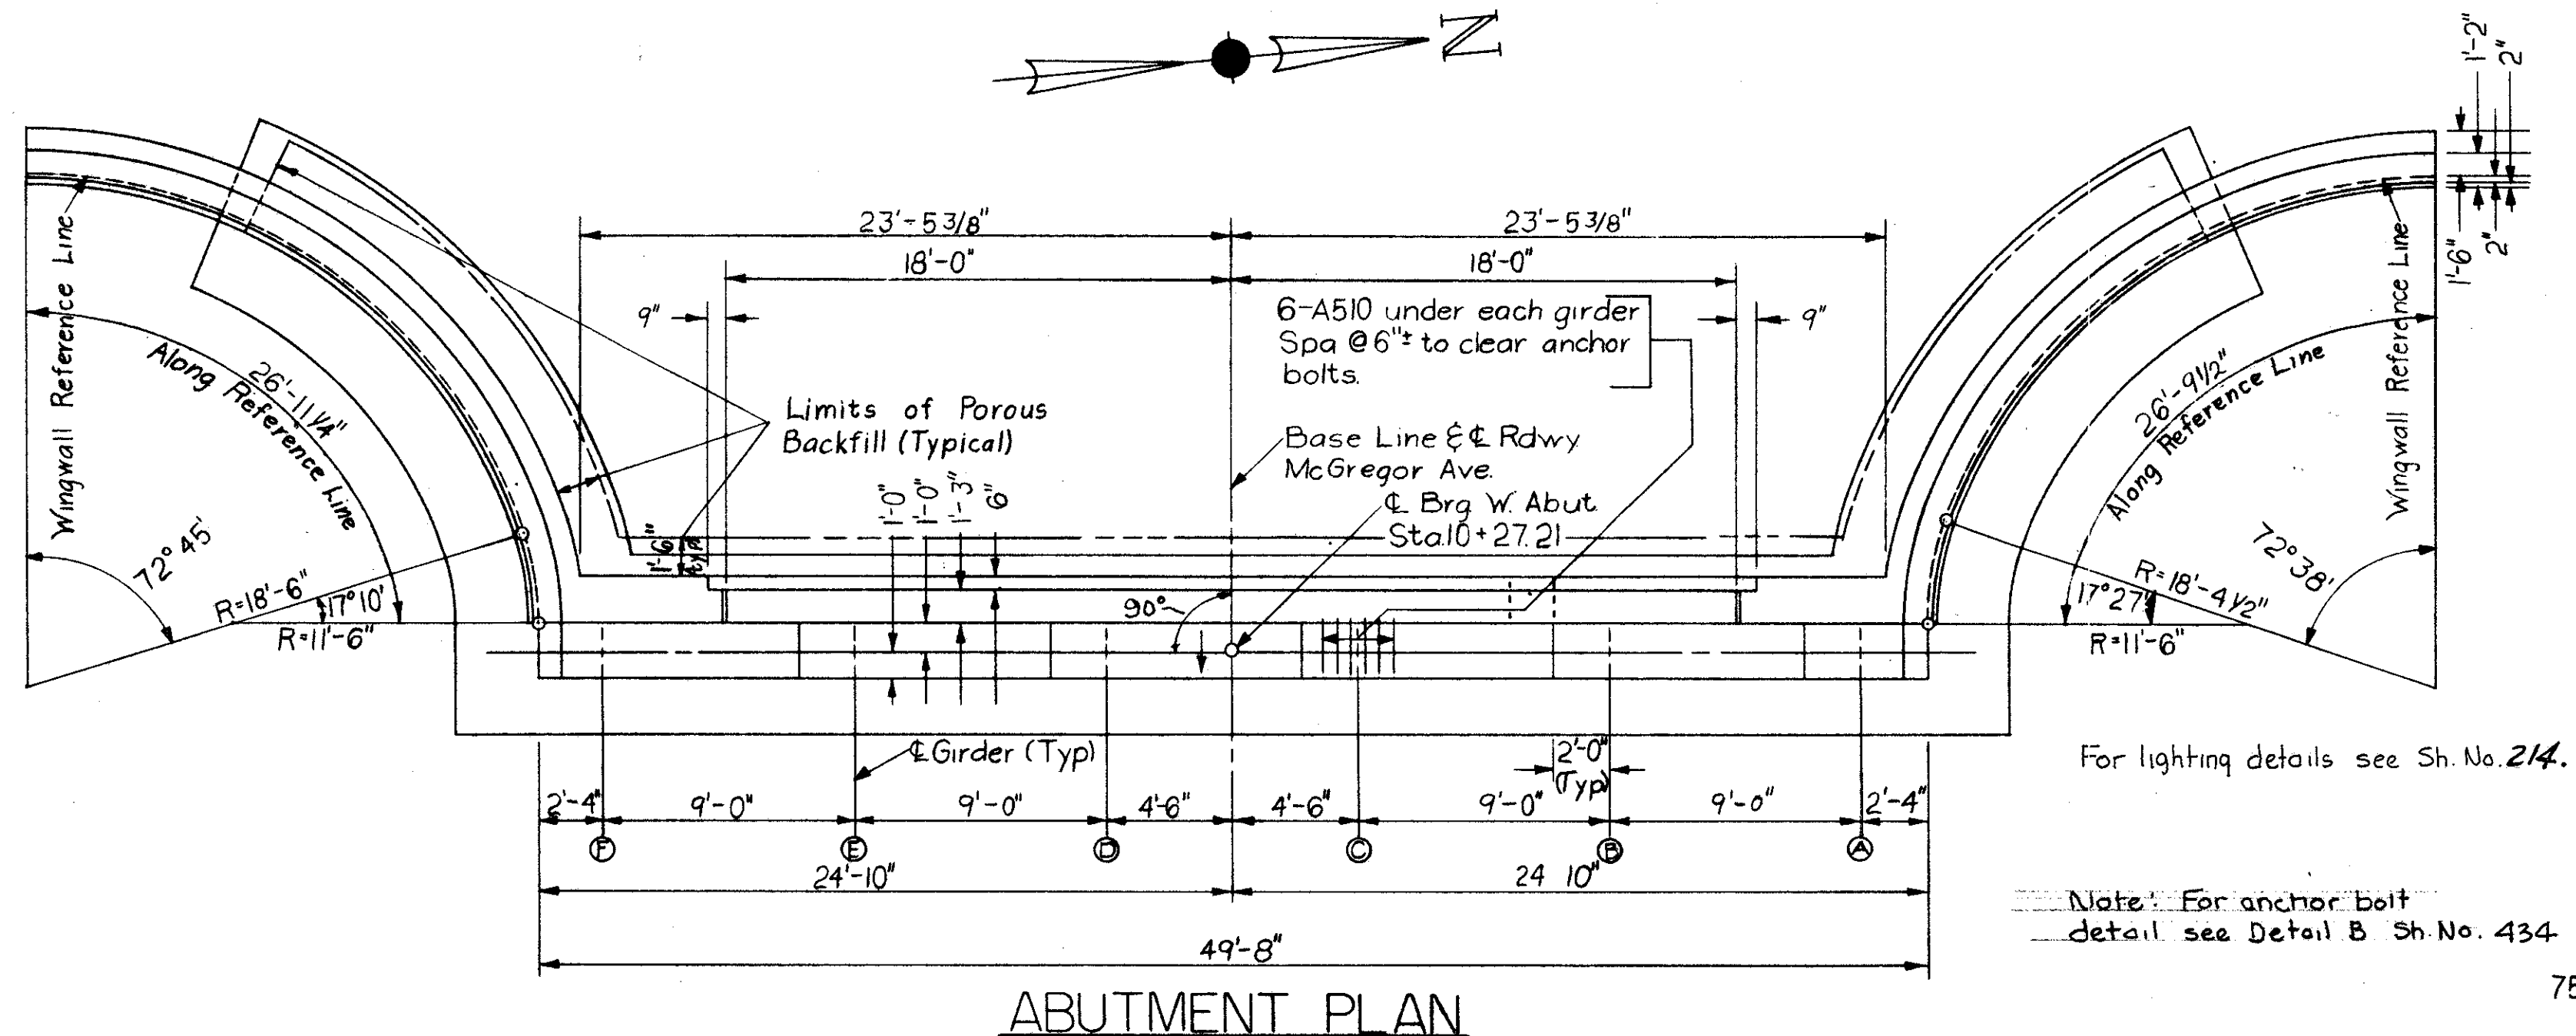 N
1'-2"
2"
1'-6"
2"
23'-5 3/8"
23'-5 3/8"
18'-0"
18'-0"
9"
9"
6-A510 under each girder
Spa @ 6"± to clear anchor
bolts.
Wingwall Reference Line
Wingwall Reference Line
26'-11 1/4"
Along Reference Line
26'-9 1/2"
Along Reference Line
Limits of Porous
Backfill (Typical)
Base Line & ℄ Rdwy
McGregor Ave.
℄ Brg W. Abut
Sta.10+27.21
1'-0"
1'-0"
1'-3"
6"
1'-6"
typ.
72° 45'
R=18'-6"
17° 10'
R=11'-6"
90°
72° 38'
R=18'-4 1/2"
17° 27'
R=11'-6"
℄ Girder (Typ)
2'-0"
(Typ)
For lighting details see Sh. No. 214.
2'-4"
9'-0"
9'-0"
4'-6"
4'-6"
9'-0"
9'-0"
2'-4"
F
E
D
C
B
A
24'-10"
24 10"
49'-8"
Note: For anchor bolt
detail see Detail B Sh. No. 434
75
ABUTMENT PLAN